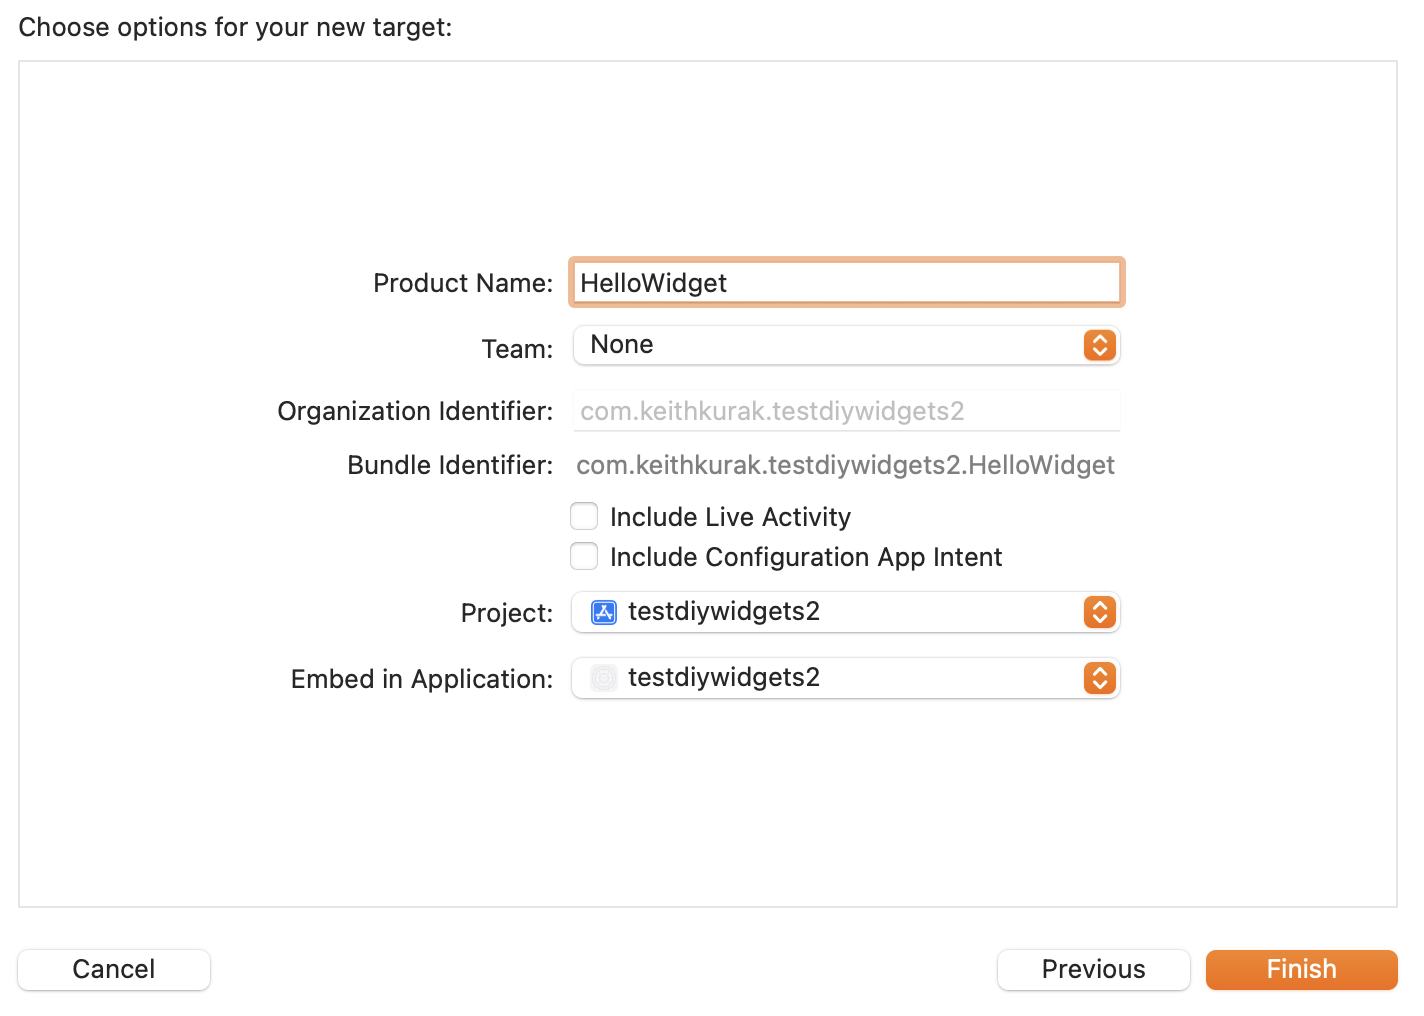 Choose options for your new target:
Product Name: HelloWidget
Team: None
Organization Identifier: com.keithkurak.testdiywidgets2
Bundle Identifier: com.keithkurak.testdiywidgets2.HelloWidget
Include Live Activity
Include Configuration App Intent
Project: testdiywidgets2
Embed in Application: testdiywidgets2
Cancel Previous Finish